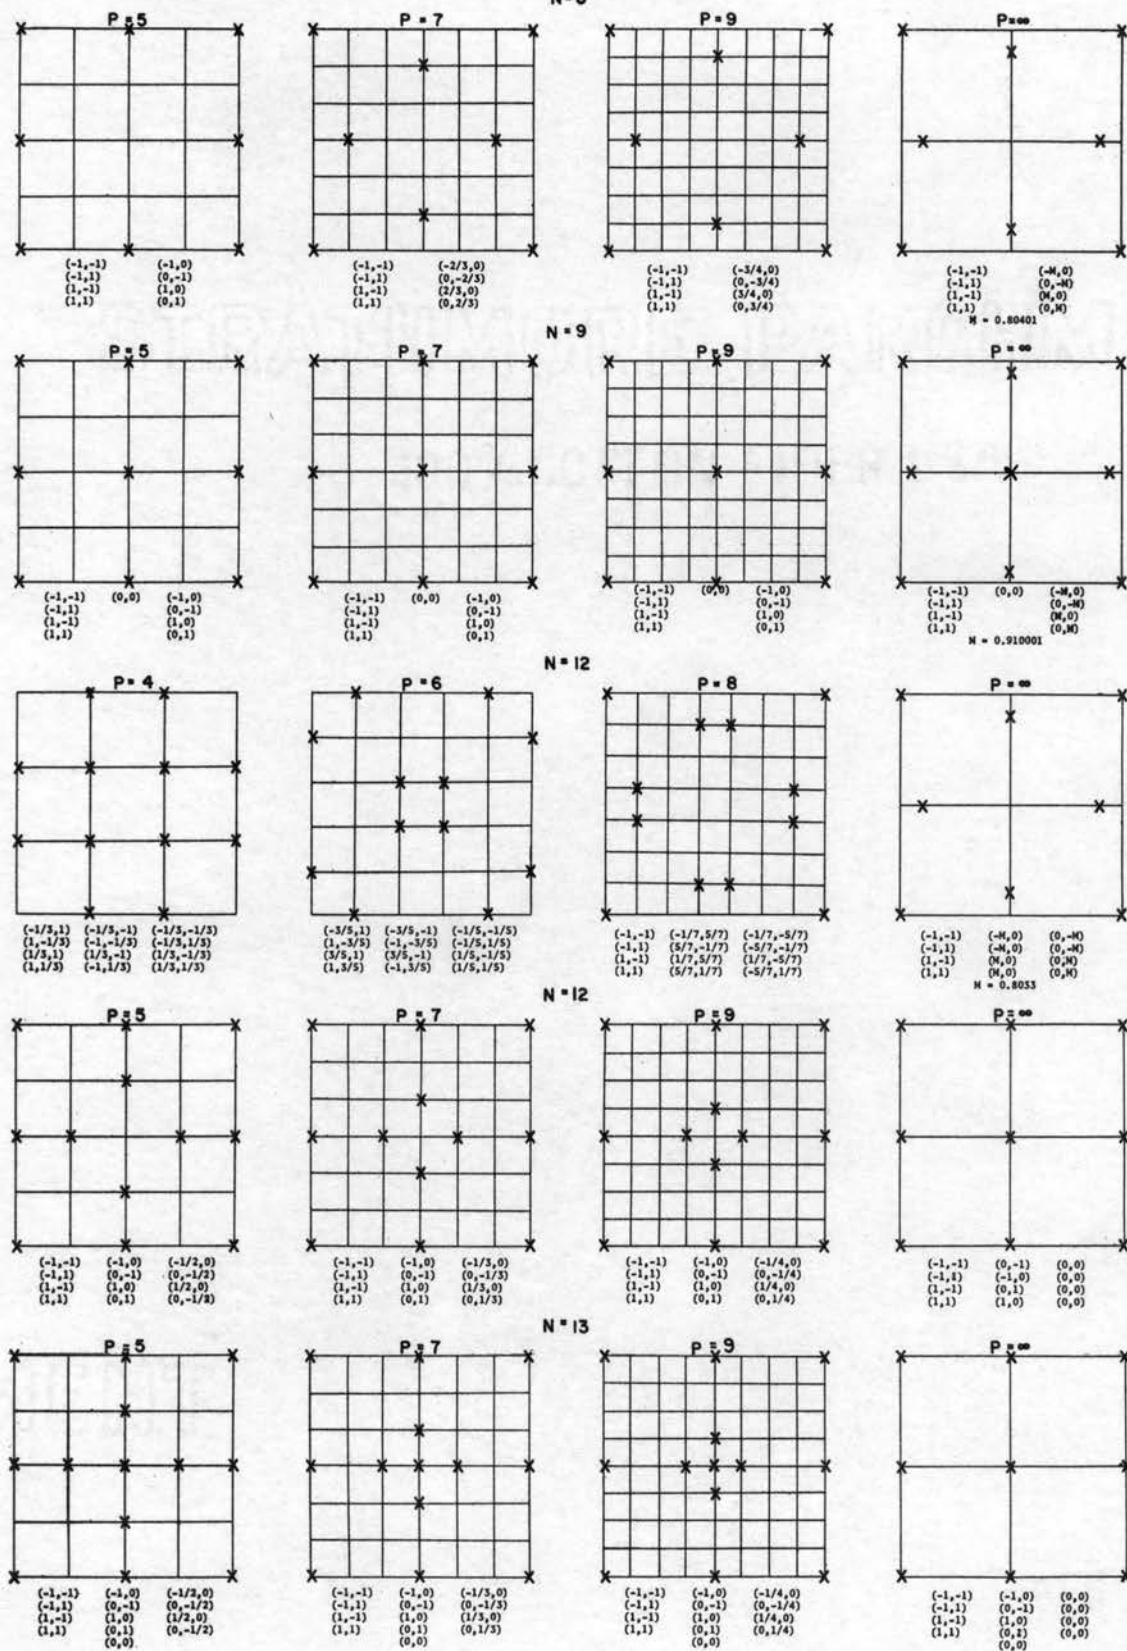 P = 5 P = 7 P = 9 P = ∞
(-1,-1) (-1,0) (-1,-1) (-2/3,0) (-1,-1) (-3/4,0) (-1,-1) (-M,0)
(-1,1) (0,-1) (-1,1) (0,-2/3) (-1,1) (0,-3/4) (-1,1) (0,-M)
(1,-1) (1,0) (1,-1) (2/3,0) (1,-1) (3/4,0) (1,-1) (M,0)
(1,1) (0,1) (1,1) (0,2/3) (1,1) (0,3/4) (1,1) (0,M)
M = 0.80401
N = 9
P = 5 P = 7 P = 9 P = ∞
(-1,-1) (0,0) (-1,0) (-1,-1) (0,0) (-1,0) (-1,-1) (0,0) (-1,0) (-1,-1) (0,0) (-M,0)
(-1,1) (0,-1) (-1,1) (0,-1) (-1,1) (0,-1) (-1,1) (0,-M)
(1,-1) (1,0) (1,-1) (1,0) (1,-1) (1,0) (1,-1) (M,0)
(1,1) (0,1) (1,1) (0,1) (1,1) (0,1) (1,1) (0,M)
M = 0.910001
N = 12
P = 4 P = 6 P = 8 P = ∞
(-1/3,1) (-1/3,-1) (-1/3,-1/3) (-3/5,1) (-3/5,-1) (-1/5,-1/5) (-1,-1) (-1/7,5/7) (-1/7,-5/7) (-1,-1) (-M,0) (0,-M)
(1,-1/3) (-1,-1/3) (-1/3,1/3) (1,-3/5) (-1,-3/5) (-1/5,1/5) (-1,1) (5/7,-1/7) (-5/7,-1/7) (-1,1) (-M,0) (0,-M)
(1/3,1) (1/3,-1) (1/3,-1/3) (3/5,1) (3/5,-1) (1/5,-1/5) (1,-1) (1/7,5/7) (1/7,-5/7) (1,-1) (M,0) (0,M)
(1,1/3) (-1,1/3) (1/3,1/3) (1,3/5) (-1,3/5) (1/5,1/5) (1,1) (5/7,1/7) (-5/7,1/7) (1,1) (M,0) (0,M)
M = 0.8033
N = 12
P = 5 P = 7 P = 9 P = ∞
(-1,-1) (-1,0) (-1/2,0) (-1,-1) (-1,0) (-1/3,0) (-1,-1) (-1,0) (-1/4,0) (-1,-1) (0,-1) (0,0)
(-1,1) (0,-1) (0,-1/2) (-1,1) (0,-1) (0,-1/3) (-1,1) (0,-1) (0,-1/4) (-1,1) (-1,0) (0,0)
(1,-1) (1,0) (1/2,0) (1,-1) (1,0) (1/3,0) (1,-1) (1,0) (1/4,0) (1,-1) (0,1) (0,0)
(1,1) (0,1) (1,1) (0,1) (0,1/3) (1,1) (0,1) (0,1/4) (1,1) (1,0) (0,0)
N = 13
P = 5 P = 7 P = 9 P = ∞
(-1,-1) (-1,0) (-1/2,0) (-1,-1) (-1,0) (-1/3,0) (-1,-1) (-1,0) (-1/4,0) (-1,-1) (-1,0) (0,0)
(-1,1) (0,-1) (0,-1/2) (-1,1) (0,-1) (0,-1/3) (-1,1) (0,-1) (0,-1/4) (-1,1) (0,-1) (0,0)
(1,-1) (1,0) (1/2,0) (1,-1) (1,0) (1/3,0) (1,-1) (1,0) (1/4,0) (1,-1) (1,0) (0,0)
(1,1) (0,1) (0,-1/2) (1,1) (0,1) (0,1/3) (1,1) (0,1) (0,1/4) (1,1) (0,0)
(0,0) (0,0) (0,0) (0,0)